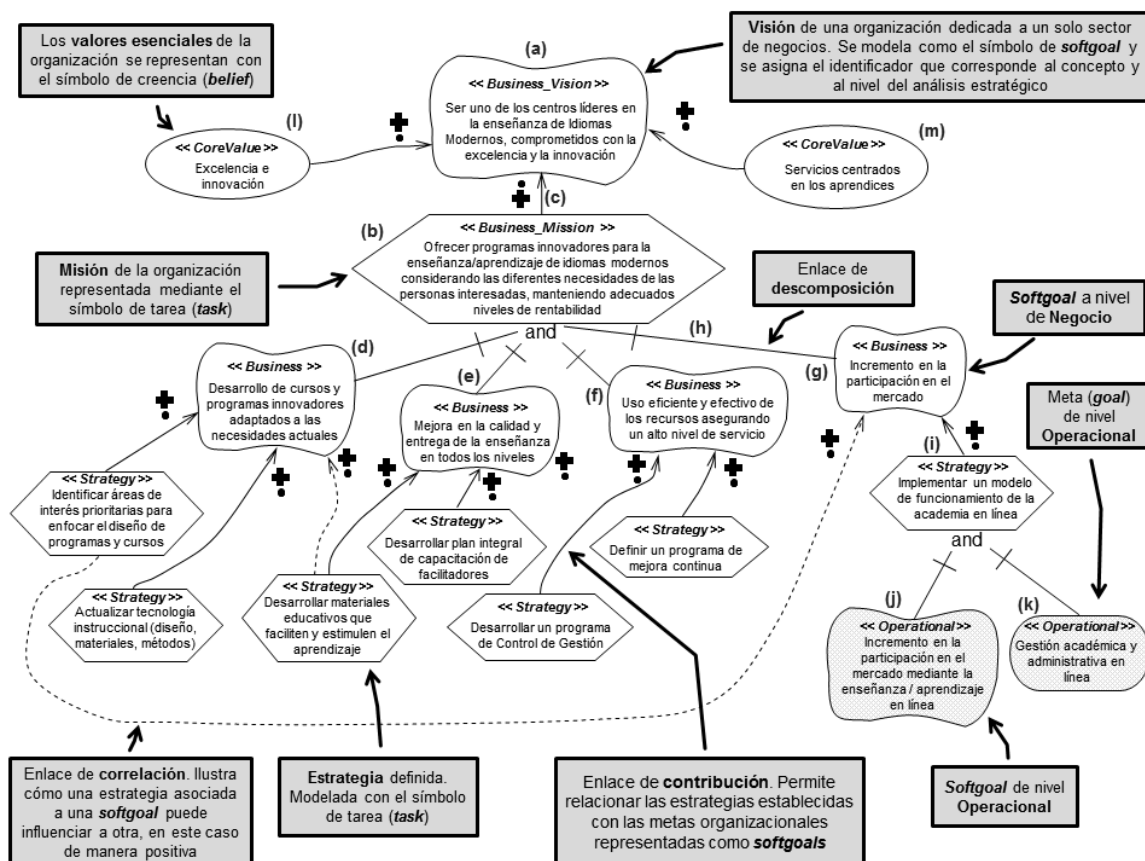 Los valores esenciales de la
organización se representan con
el símbolo de creencia (belief)
(a)
Visión de una organización dedicada a un solo sector
de negocios. Se modela como el símbolo de softgoal y
se asigna el identificador que corresponde al concepto y
al nivel del análisis estratégico
<< Business_Vision >>
Ser uno de los centros líderes en
la enseñanza de Idiomas
Modernos, comprometidos con la
excelencia y la innovación
(l)
<< CoreValue >>
Excelencia e
innovación
(m)
<< CoreValue >>
Servicios centrados
en los aprendices
(c)
(b)
<< Business_Mission >>
Ofrecer programas innovadores para la
enseñanza/aprendizaje de idiomas modernos
considerando las diferentes necesidades de las
personas interesadas, manteniendo adecuados
niveles de rentabilidad
Misión de la organización
representada mediante el
símbolo de tarea (task)
Enlace de
descomposición
Softgoal a nivel
de Negocio
and
(h)
(d)
<< Business >>
Desarrollo de cursos y
programas innovadores
adaptados a las
necesidades actuales
(e)
<< Business >>
Mejora en la calidad y
entrega de la enseñanza
en todos los niveles
(f)
<< Business >>
Uso eficiente y efectivo de
los recursos asegurando
un alto nivel de servicio
(g)
<< Business >>
Incremento en la
participación en el
mercado
Meta (goal)
de nivel
Operacional
(i)
<< Strategy >>
Implementar un modelo
de funcionamiento de la
academia en línea
<< Strategy >>
Identificar áreas de
interés prioritarias para
enfocar el diseño de
programas y cursos
<< Strategy >>
Desarrollar plan integral
de capacitación de
facilitadores
<< Strategy >>
Definir un programa de
mejora continua
and
<< Strategy >>
Actualizar tecnología
instruccional (diseño,
materiales, métodos)
<< Strategy >>
Desarrollar materiales
educativos que
faciliten y estimulen el
aprendizaje
<< Strategy >>
Desarrollar un programa
de Control de Gestión
(j)
<< Operational >>
Incremento en la
participación en el
mercado mediante la
enseñanza / aprendizaje
en línea
(k)
<< Operational >>
Gestión académica y
administrativa en
línea
Enlace de correlación. Ilustra
cómo una estrategia asociada
a una softgoal puede
influenciar a otra, en este caso
de manera positiva
Estrategia definida.
Modelada con el símbolo
de tarea (task)
Enlace de contribución. Permite
relacionar las estrategias establecidas
con las metas organizacionales
representadas como softgoals
Softgoal de nivel
Operacional